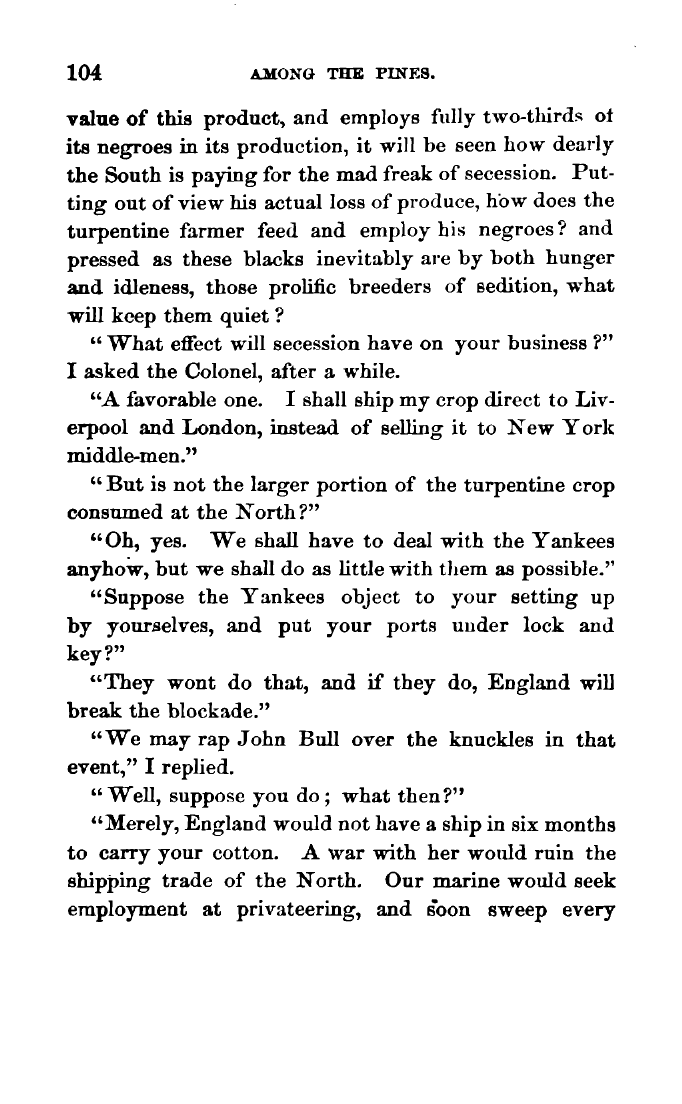 104 AMONG THE PINES.
value of this product, and employs fully two-thirds of
its negroes in its production, it will be seen how dearly
the South is paying for the mad freak of secession. Put-
ting out of view his actual loss of produce, how does the
turpentine farmer feed and employ his negroes? and
pressed as these blacks inevitably are by both hunger
and idleness, those prolific breeders of sedition, what
will keep them quiet?
"What effect will secession have on your business?"
I asked the Colonel, after a while.
"A favorable one. I shall ship my crop direct to Liv-
erpool and London, instead of selling it to New York
middle-men."
"But is not the larger portion of the turpentine crop
consumed at the North?"
"Oh, yes. We shall have to deal with the Yankees
anyhow, but we shall do as little with them as possible."
"Suppose the Yankees object to your setting up
by yourselves, and put your ports under lock and
key?"
"They wont do that, and if they do, England will
break the blockade."
"We may rap John Bull over the knuckles in that
event," I replied.
"Well, suppose you do; what then?"
"Merely, England would not have a ship in six months
to carry your cotton. A war with her would ruin the
shipping trade of the North. Our marine would seek
employment at privateering, and soon sweep every